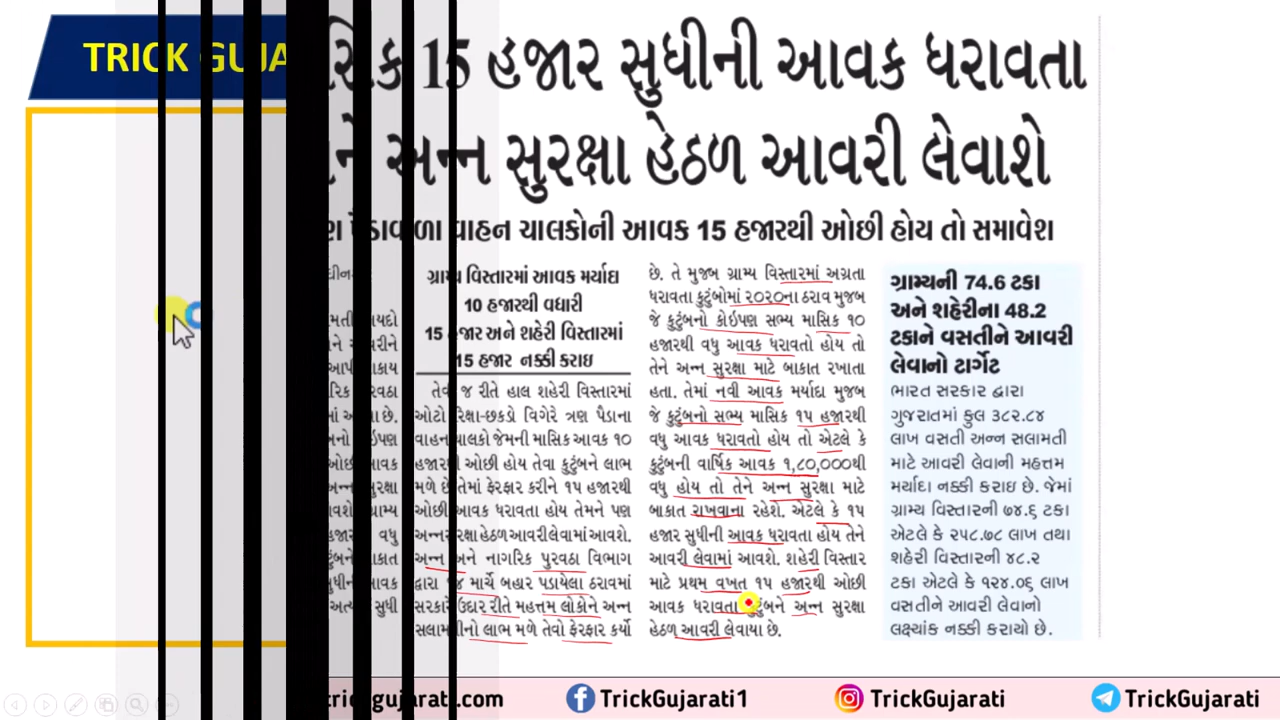 TRICK GUJA
15 હજાર સુધીની આવક ધરાવતા
અન્ન સુરક્ષા હેઠળ આવરી લેવાશે
વાહન ચાલકોની આવક 15 હજારથી ઓછી હોય તો સમાવેશ
ગ્રામ્ય વિસ્તારમાં આવક મર્યાદા
10 હજારથી વધારી
15 હજાર અને શહેરી વિસ્તારમાં
15 હજાર નક્કી કરાઇ
તેવી જ રીતે હાલ શહેરી વિસ્તારમાં
ઓટો રિક્ષા-છકડો વિગેરે ત્રણ પૈડાના
વાહન ચાલકો જેમની માસિક આવક ૧૦
હજારથી ઓછી હોય તેવા કુટુંબને લાભ
મળે છે તેમાં ફેરફાર કરીને ૧૫ હજારથી
ઓછી આવક ધરાવતા હોય તેમને પણ
અન્ન સુરક્ષા હેઠળ આવરી લેવામાં આવશે.
અન્ન અને નાગરિક પુરવઠા વિભાગ
દ્વારા ૧૪ માર્ચે બહાર પડાયેલા ઠરાવમાં
સરકારે ઉદાર રીતે મહત્તમ લોકોને અન્ન
સલામતીનો લાભ મળે તેવો ફેરફાર કર્યો
છે. તે મુજબ ગ્રામ્ય વિસ્તારમાં અગ્રતા
ધરાવતા કુટુંબોમાં ૨૦૨૦ના ઠરાવ મુજબ
જે કુટુંબનો કોઇપણ સભ્ય માસિક ૧૦
હજારથી વધુ આવક ધરાવતો હોય તો
તેને અન્ન સુરક્ષા માટે બાકાત રખાતા
હતા. તેમાં નવી આવક મર્યાદા મુજબ
જે કુટુંબનો સભ્ય માસિક ૧૫ હજારથી
વધુ આવક ધરાવતો હોય તો એટલે કે
કુટુંબની વાર્ષિક આવક ૧,૮૦,૦૦૦થી
વધુ હોય તો તેને અન્ન સુરક્ષા માટે
બાકાત રાખવાના રહેશે. એટલે કે ૧૫
હજાર સુધીની આવક ધરાવતા હોય તેને
આવરી લેવામાં આવશે. શહેરી વિસ્તાર
માટે પ્રથમ વખત ૧૫ હજારથી ઓછી
આવક ધરાવતા કુટુંબને અન્ન સુરક્ષા
હેઠળ આવરી લેવાયા છે.
ગ્રામ્યની 74.6 ટકા
અને શહેરીના 48.2
ટકાને વસતીને આવરી
લેવાનો ટાર્ગેટ
ભારત સરકાર દ્વારા
ગુજરાતમાં કુલ ૩૮૨.૮૪
લાખ વસતી અન્ન સલામતી
માટે આવરી લેવાની મહત્તમ
મર્યાદા નક્કી કરાઇ છે. જેમાં
ગ્રામ્ય વિસ્તારની ૭૪.૬ ટકા
એટલે કે ૨૫૮.૭૮ લાખ તથા
શહેરી વિસ્તારની ૪૮.૨
ટકા એટલે કે ૧૨૪.૦૬ લાખ
વસતીને આવરી લેવાનો
લક્ષ્યાંક નક્કી કરાયો છે.
trickgujarati.com TrickGujarati1 TrickGujarati TrickGujarati